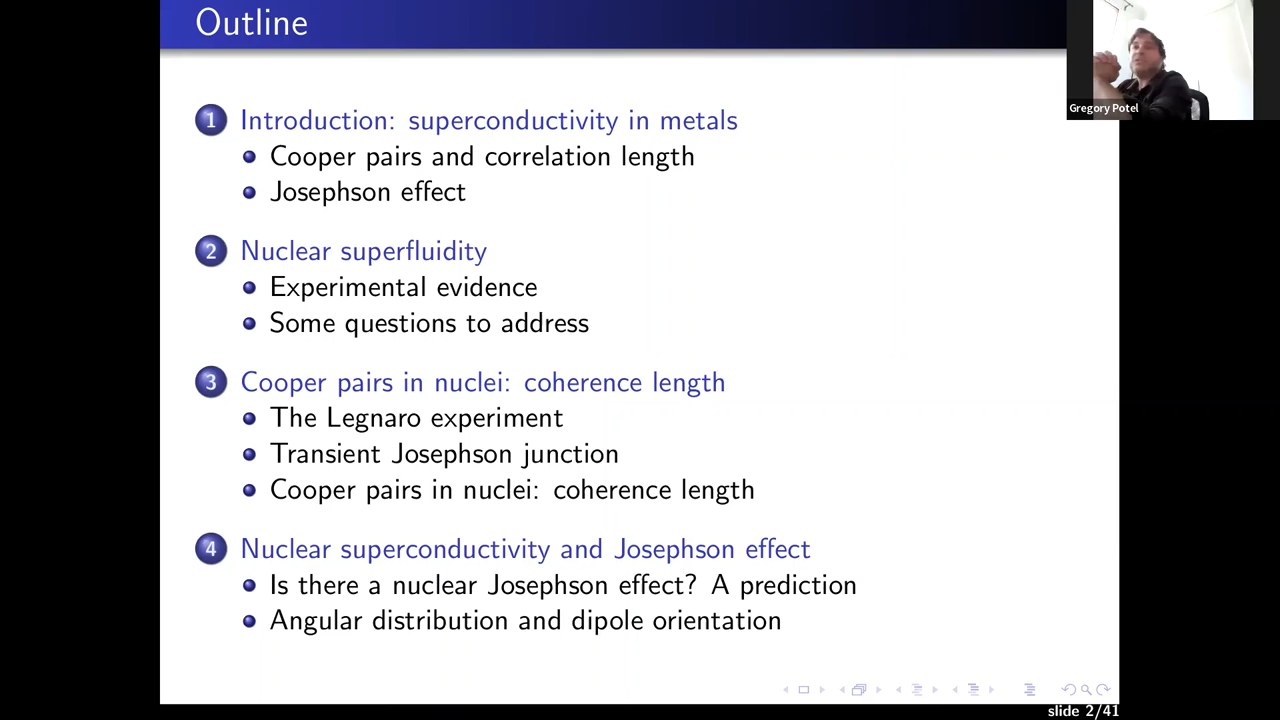 Outline
Gregory Potel
1 Introduction: superconductivity in metals
Cooper pairs and correlation length
Josephson effect
2 Nuclear superfluidity
Experimental evidence
Some questions to address
3 Cooper pairs in nuclei: coherence length
The Legnaro experiment
Transient Josephson junction
Cooper pairs in nuclei: coherence length
4 Nuclear superconductivity and Josephson effect
Is there a nuclear Josephson effect? A prediction
Angular distribution and dipole orientation
slide 2/41